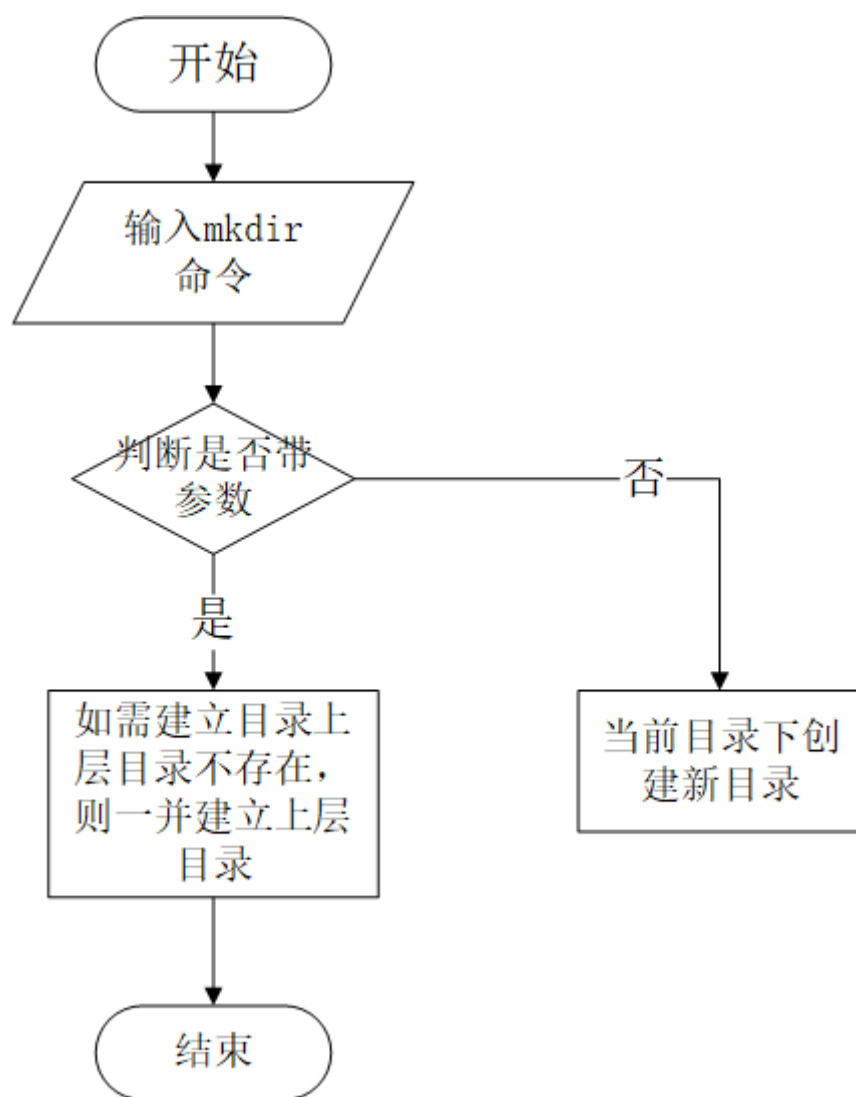 开始
输入mkdir
命令
判断是否带
参数
否
是
如需建立目录上
层目录不存在，
则一并建立上层
目录
当前目录下创
建新目录
结束